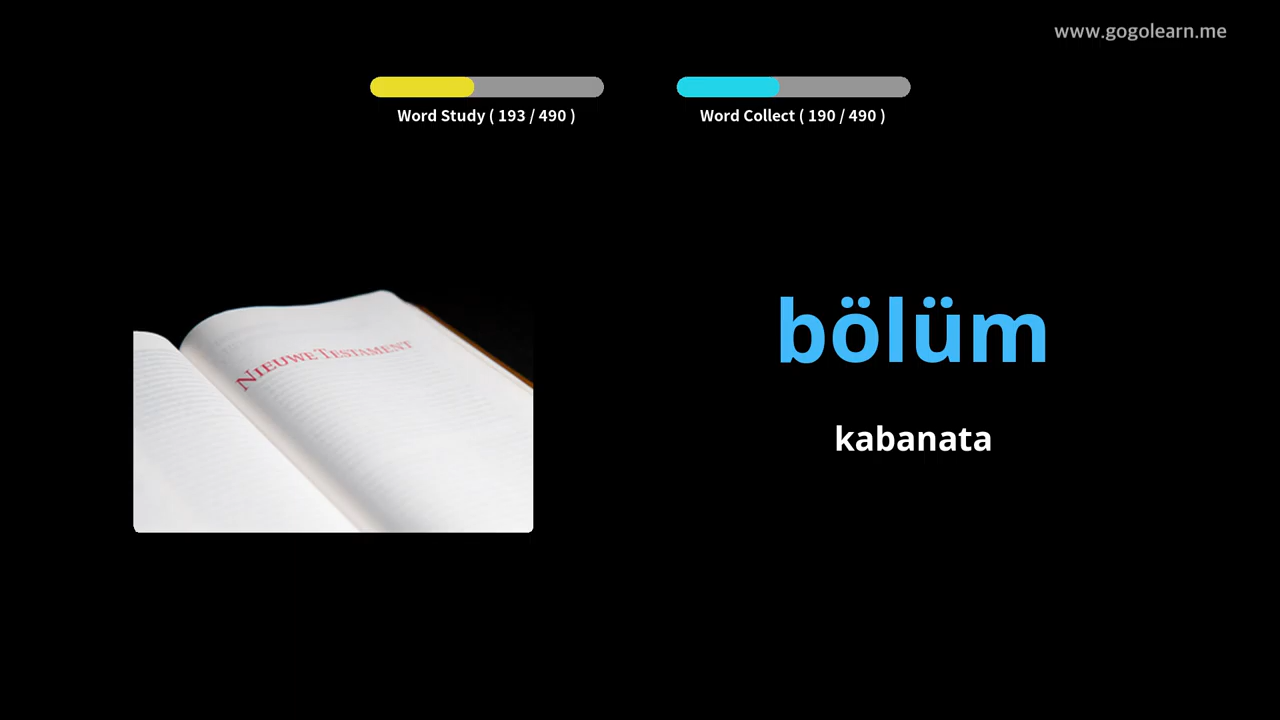 www.gogolearn.me
Word Study ( 193 / 490 )
Word Collect ( 190 / 490 )
NIEUWE TESTAMENT
bölüm
kabanata